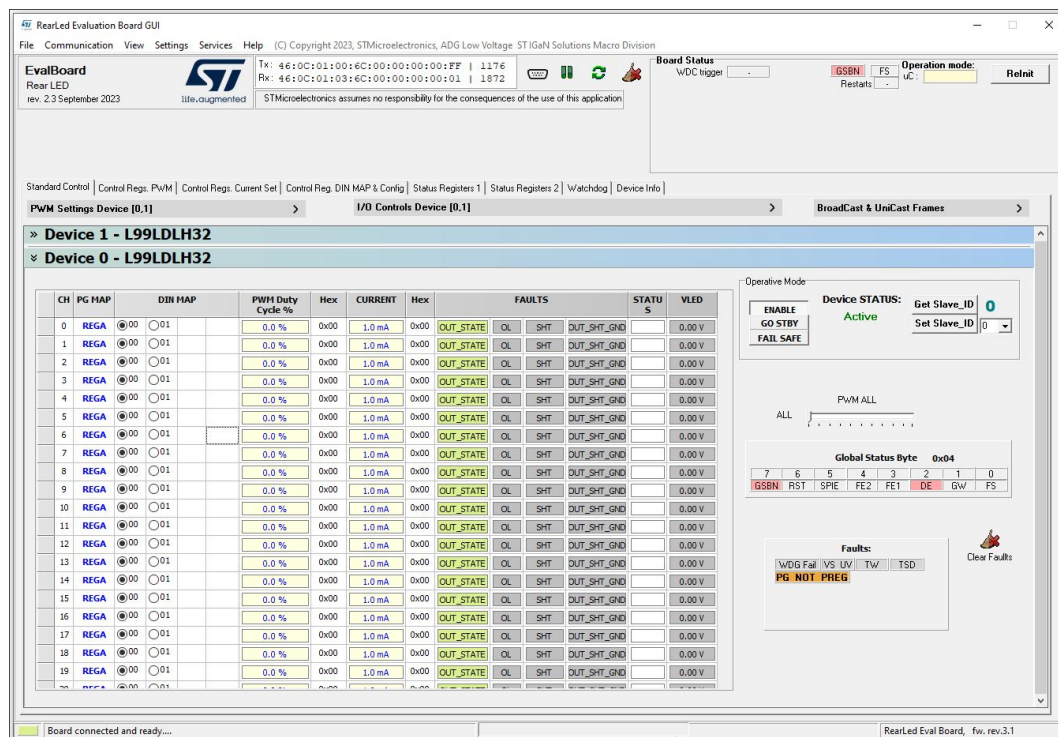 RearLed Evaluation Board GUI
File Communication View Settings Services Help (C) Copyright 2023, STMicroelectronics, ADG Low Voltage ST IGaN Solutions Macro Division
EvalBoard
Rear LED
rev. 2.3 September 2023
life.augmented
Tx: 46:0C:01:00:6C:00:00:00:00:FF | 1176
Rx: 46:0C:01:03:6C:00:00:00:00:01 | 1872
STMicroelectronics assumes no responsibility for the consequences of the use of this application
Board Status
WDC trigger -
GSBN FS
Restarts -
Operation mode:
uC:
ReInit
Standard Control Control Regs. PWM Control Regs. Current Set Control Reg. DIN MAP & Config Status Registers 1 Status Registers 2 Watchdog Device Info
PWM Settings Device [0,1] > I/O Controls Device [0,1] > BroadCast & UniCast Frames >
» Device 1 - L99LDLH32
Device 0 - L99LDLH32
CH PG MAP DIN MAP PWM Duty Cycle % Hex CURRENT Hex FAULTS STATUS VLED
0 REGA 00 01 0.0 % 0x00 1.0 mA 0x00 OUT_STATE OL SHT OUT_SHT_GND 0.00 V
1 REGA 00 01 0.0 % 0x00 1.0 mA 0x00 OUT_STATE OL SHT OUT_SHT_GND 0.00 V
2 REGA 00 01 0.0 % 0x00 1.0 mA 0x00 OUT_STATE OL SHT OUT_SHT_GND 0.00 V
3 REGA 00 01 0.0 % 0x00 1.0 mA 0x00 OUT_STATE OL SHT OUT_SHT_GND 0.00 V
4 REGA 00 01 0.0 % 0x00 1.0 mA 0x00 OUT_STATE OL SHT OUT_SHT_GND 0.00 V
5 REGA 00 01 0.0 % 0x00 1.0 mA 0x00 OUT_STATE OL SHT OUT_SHT_GND 0.00 V
6 REGA 00 01 0.0 % 0x00 1.0 mA 0x00 OUT_STATE OL SHT OUT_SHT_GND 0.00 V
7 REGA 00 01 0.0 % 0x00 1.0 mA 0x00 OUT_STATE OL SHT OUT_SHT_GND 0.00 V
8 REGA 00 01 0.0 % 0x00 1.0 mA 0x00 OUT_STATE OL SHT OUT_SHT_GND 0.00 V
9 REGA 00 01 0.0 % 0x00 1.0 mA 0x00 OUT_STATE OL SHT OUT_SHT_GND 0.00 V
10 REGA 00 01 0.0 % 0x00 1.0 mA 0x00 OUT_STATE OL SHT OUT_SHT_GND 0.00 V
11 REGA 00 01 0.0 % 0x00 1.0 mA 0x00 OUT_STATE OL SHT OUT_SHT_GND 0.00 V
12 REGA 00 01 0.0 % 0x00 1.0 mA 0x00 OUT_STATE OL SHT OUT_SHT_GND 0.00 V
13 REGA 00 01 0.0 % 0x00 1.0 mA 0x00 OUT_STATE OL SHT OUT_SHT_GND 0.00 V
14 REGA 00 01 0.0 % 0x00 1.0 mA 0x00 OUT_STATE OL SHT OUT_SHT_GND 0.00 V
15 REGA 00 01 0.0 % 0x00 1.0 mA 0x00 OUT_STATE OL SHT OUT_SHT_GND 0.00 V
16 REGA 00 01 0.0 % 0x00 1.0 mA 0x00 OUT_STATE OL SHT OUT_SHT_GND 0.00 V
17 REGA 00 01 0.0 % 0x00 1.0 mA 0x00 OUT_STATE OL SHT OUT_SHT_GND 0.00 V
18 REGA 00 01 0.0 % 0x00 1.0 mA 0x00 OUT_STATE OL SHT OUT_SHT_GND 0.00 V
19 REGA 00 01 0.0 % 0x00 1.0 mA 0x00 OUT_STATE OL SHT OUT_SHT_GND 0.00 V
Operative Mode
ENABLE
GO STBY
FAIL SAFE
Device STATUS:
Active
Get Slave_ID 0
Set Slave_ID 0
PWM ALL
ALL
Global Status Byte 0x04
7 6 5 4 3 2 1 0
GSBN RST SPIE FE2 FE1 DE GW FS
Faults:
WDG Fail VS UV TW TSD
PG NOT PREG
Clear Faults
Board connected and ready....
RearLed Eval Board, fw. rev.3.1